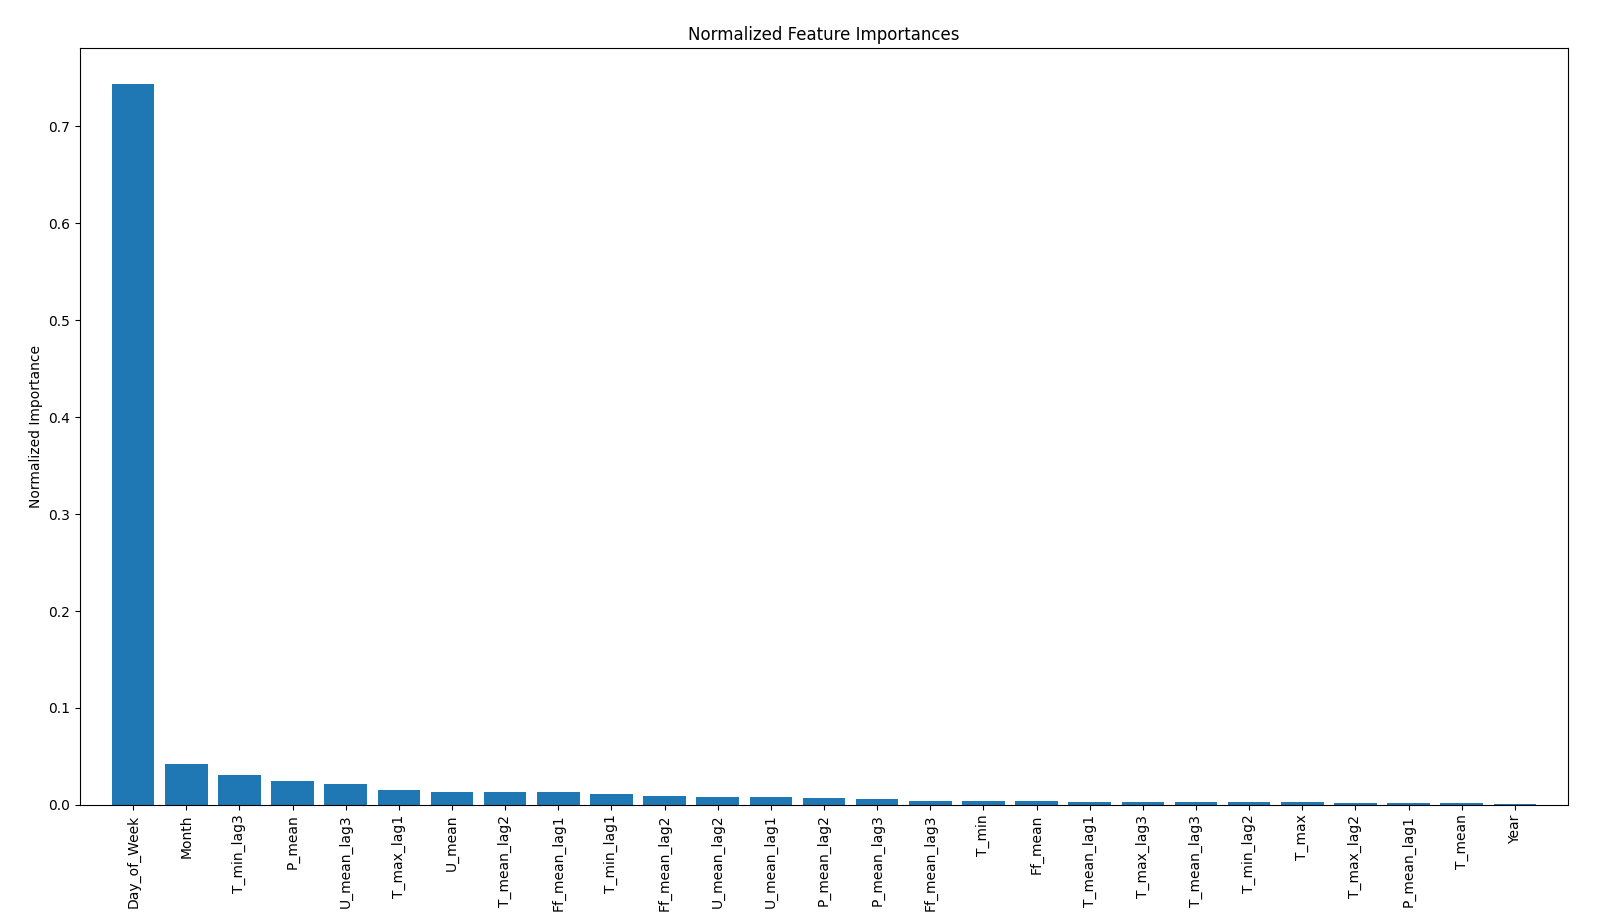 Normalized Feature Importances
Normalized Importance
0.7
0.6
0.5
0.4
0.3
0.2
0.1
0.0
Day_of_Week
Month
T_min_lag3
P_mean
U_mean_lag3
T_max_lag1
U_mean
T_mean_lag2
Ff_mean_lag1
T_min_lag1
Ff_mean_lag2
U_mean_lag2
U_mean_lag1
P_mean_lag2
P_mean_lag3
Ff_mean_lag3
T_min
Ff_mean
T_mean_lag1
T_max_lag3
T_mean_lag3
T_min_lag2
T_max
T_max_lag2
P_mean_lag1
T_mean
Year